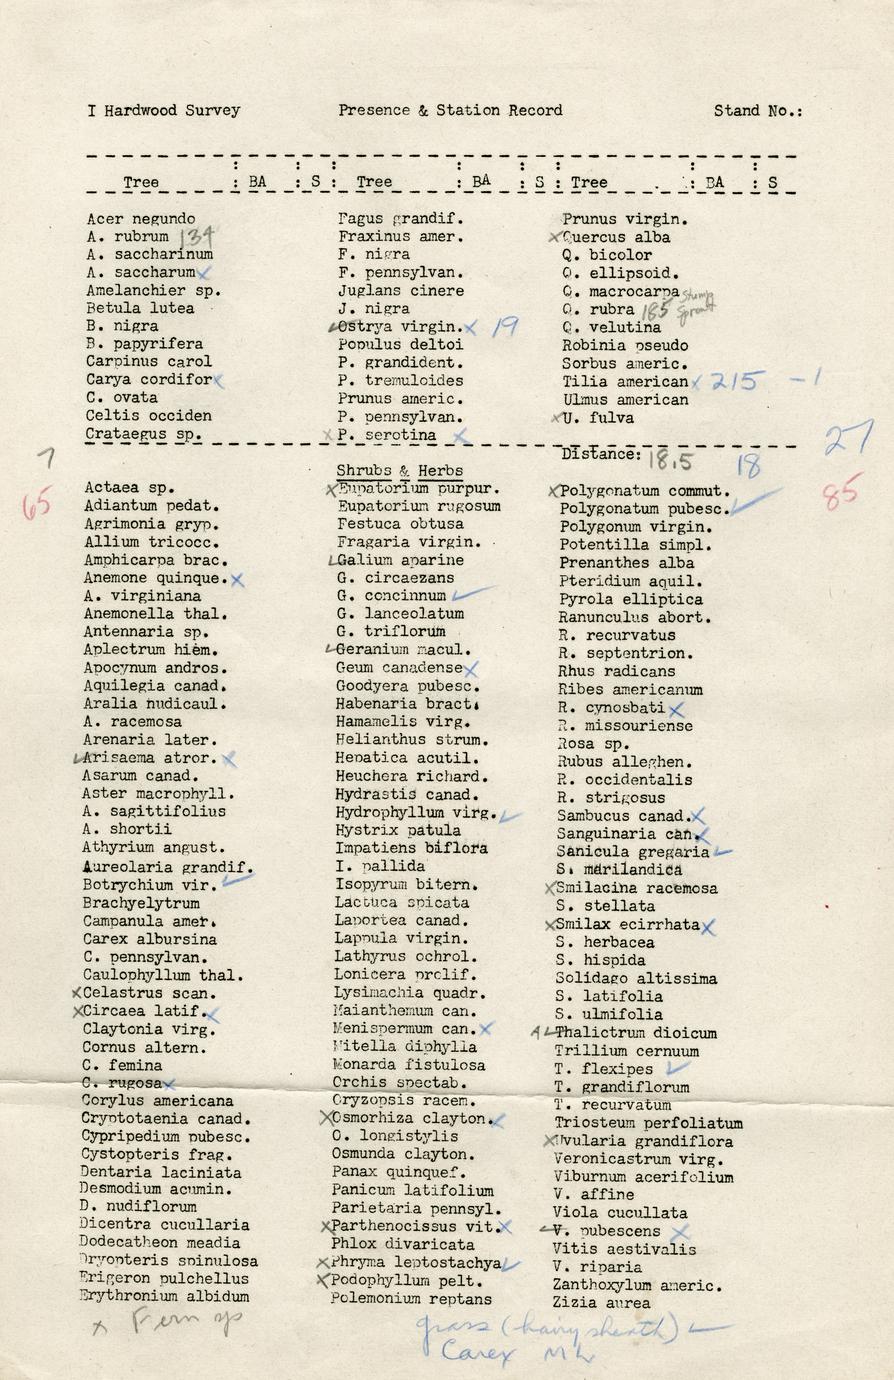 I Hardwood Survey Presence & Station Record Stand No.:
Tree : BA : S : Tree : BA : S : Tree : BA : S
Acer negundo
A. rubrum 134
A. saccharinum
A. saccharum x
Amelanchier sp.
Betula lutea
B. nigra
B. papyrifera
Carpinus carol
Carya cordifor x
C. ovata
Celtis occiden
Crataegus sp.
Fagus grandif.
Fraxinus amer.
F. nigra
F. pennsylvan.
Juglans cinere
J. nigra
✓ Ostrya virgin. x 19
Populus deltoi
P. grandident.
P. tremuloides
Prunus americ.
P. pennsylvan.
x P. serotina x
Prunus virgin.
x Quercus alba
Q. bicolor
Q. ellipsoid.
Q. macrocarpa
Q. rubra 185 Stump Sprout
Q. velutina
Robinia pseudo
Sorbus americ.
Tilia american x 215 -1
Ulmus american
x U. fulva
Distance: 18.5 18
27
7
65
85
Shrubs & Herbs
Actaea sp.
Adiantum pedat.
Agrimonia gryp.
Allium tricocc.
Amphicarpa brac.
Anemone quinque. x
A. virginiana
Anemonella thal.
Antennaria sp.
Aplectrum hiem.
Apocynum andros.
Aquilegia canad.
Aralia nudicaul.
A. racemosa
Arenaria later.
✓ Arisaema atror. x
Asarum canad.
Aster macrophyll.
A. sagittifolius
A. shortii
Athyrium angust.
Aureolaria grandif.
Botrychium vir. ✓
Brachyelytrum
Campanula amer.
Carex albursina
C. pennsylvan.
Caulophyllum thal.
x Celastrus scan.
x Circaea latif. x
Claytonia virg.
Cornus altern.
C. femina
C. rugosa x
Corylus americana
Cryptotaenia canad.
Cypripedium pubesc.
Cystopteris frag.
Dentaria laciniata
Desmodium acumin.
D. nudiflorum
Dicentra cucullaria
Dodecatheon meadia
Dryopteris spinulosa
Erigeron pulchellus
Erythronium albidum
x Fern sp
x Eupatorium purpur.
Eupatorium rugosum
Festuca obtusa
Fragaria virgin.
✓ Galium aparine
G. circaezans
G. concinnum ✓
G. lanceolatum
G. triflorum
✓ Geranium macul.
Geum canadense x
Goodyera pubesc.
Habenaria bract.
Hamamelis virg.
Helianthus strum.
Hepatica acutil.
Heuchera richard.
Hydrastis canad.
Hydrophyllum virg. ✓
Hystrix patula
Impatiens biflora
I. pallida
Isopyrum bitern.
Lactuca spicata
Laportea canad.
Lappula virgin.
Lathyrus ochrol.
Lonicera prolif.
Lysimachia quadr.
Maianthemum can.
Menispermum can. x
Mitella diphylla
Monarda fistulosa
Orchis spectab.
Oryzopsis racem.
x Osmorhiza clayton. x
O. longistylis
Osmunda clayton.
Panax quinquef.
Panicum latifolium
Parietaria pennsyl.
x Parthenocissus vit. x
Phlox divaricata
x Phryma leptostachya ✓
x Podophyllum pelt.
Polemonium reptans
grass (hairy sheath) ✓
Carex
x Polygonatum commut.
Polygonatum pubesc. ✓
Polygonum virgin.
Potentilla simpl.
Prenanthes alba
Pteridium aquil.
Pyrola elliptica
Ranunculus abort.
R. recurvatus
R. septentrion.
Rhus radicans
Ribes americanum
R. cynosbati x
R. missouriense
Rosa sp.
Rubus alleghen.
R. occidentalis
R. strigosus
Sambucus canad. x
Sanguinaria can. x
Sanicula gregaria ✓
S. marilandica
x Smilacina racemosa
S. stellata
x Smilax ecirrhata x
S. herbacea
S. hispida
Solidago altissima
S. latifolia
S. ulmifolia
A ✓ Thalictrum dioicum
Trillium cernuum
T. flexipes ✓
T. grandiflorum
T. recurvatum
Triosteum perfoliatum
x Uvularia grandiflora
Veronicastrum virg.
Viburnum acerifolium
V. affine
Viola cucullata
✓ V. pubescens x
Vitis aestivalis
V. riparia
Zanthoxylum americ.
Zizia aurea